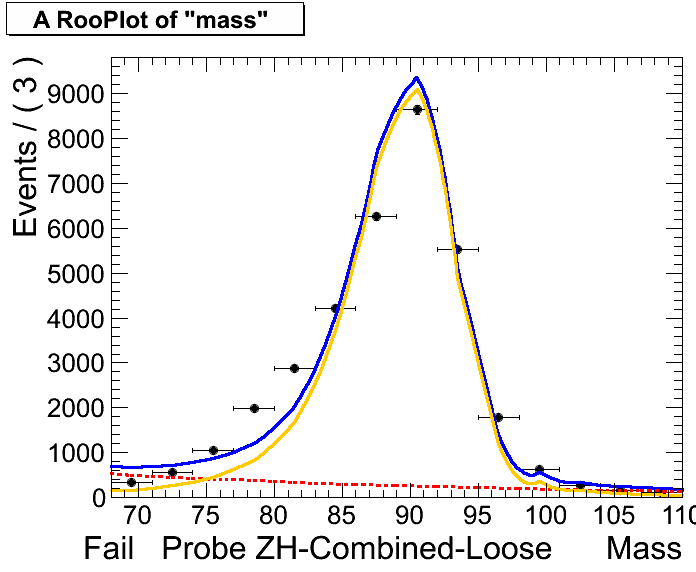 A RooPlot of "mass"
Events / ( 3 )
9000
8000
7000
6000
5000
4000
3000
2000
1000
0
70 75 80 85 90 95 100 105 110
Fail Probe ZH-Combined-Loose Mass